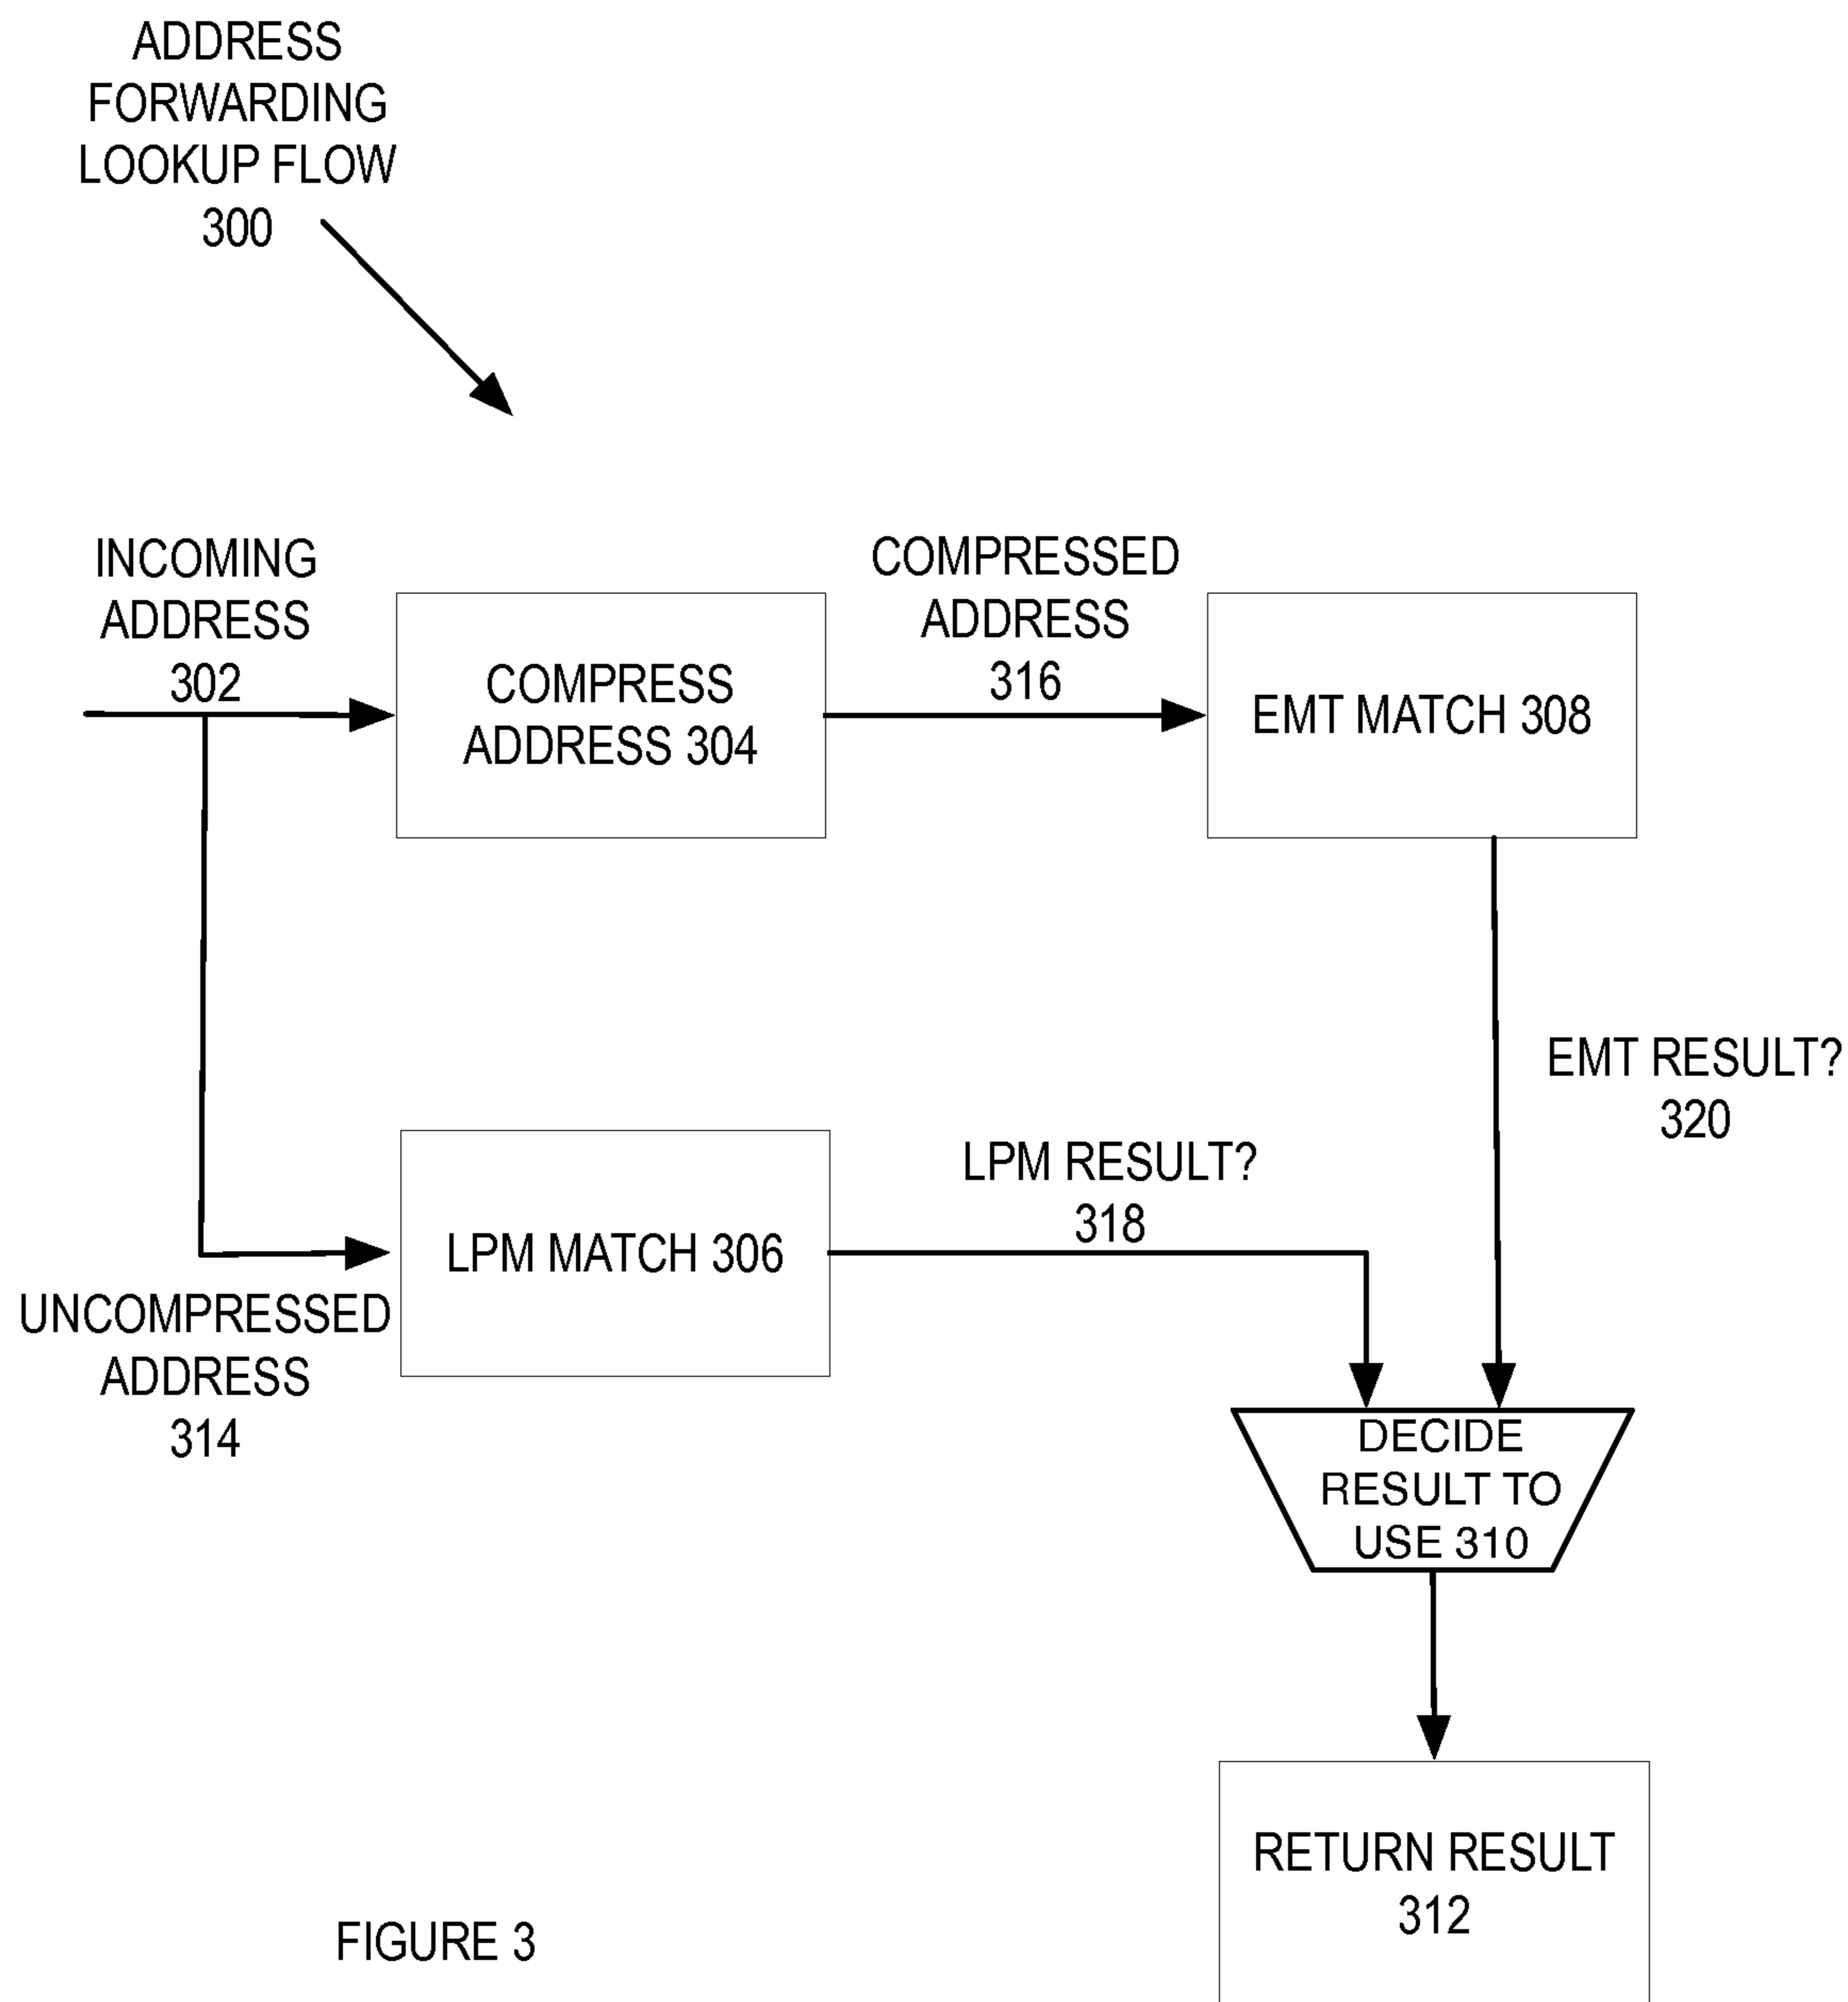 ADDRESS
FORWARDING
LOOKUP FLOW
300
INCOMING
ADDRESS
302
COMPRESS
ADDRESS 304
COMPRESSED
ADDRESS
316
EMT MATCH 308
EMT RESULT?
320
UNCOMPRESSED
ADDRESS
314
LPM MATCH 306
LPM RESULT?
318
DECIDE
RESULT TO
USE 310
RETURN RESULT
312
FIGURE 3